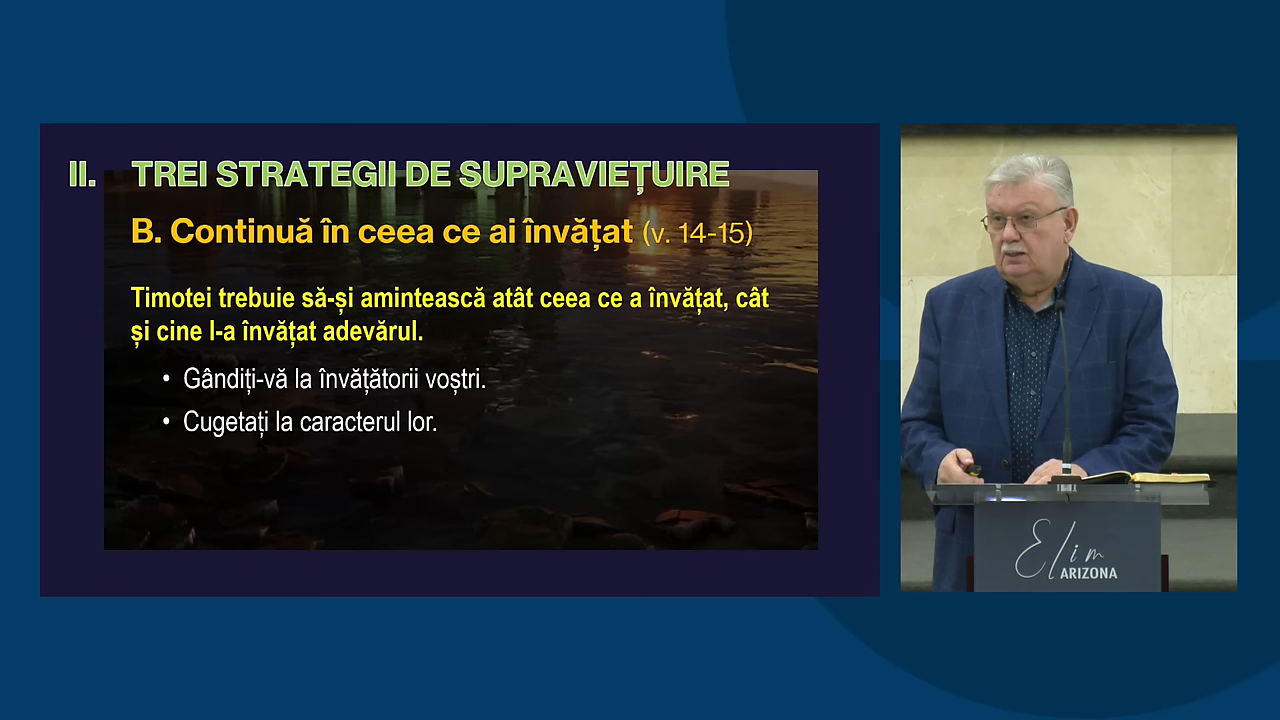 II. TREI STRATEGII DE SUPRAVIEȚUIRE
B. Continuă în ceea ce ai învățat (v. 14-15)
Timotei trebuie să-și amintească atât ceea ce a învățat, cât
și cine l-a învățat adevărul.
• Gândiți-vă la învățătorii voștri.
• Cugetați la caracterul lor.
Elim
ARIZONA